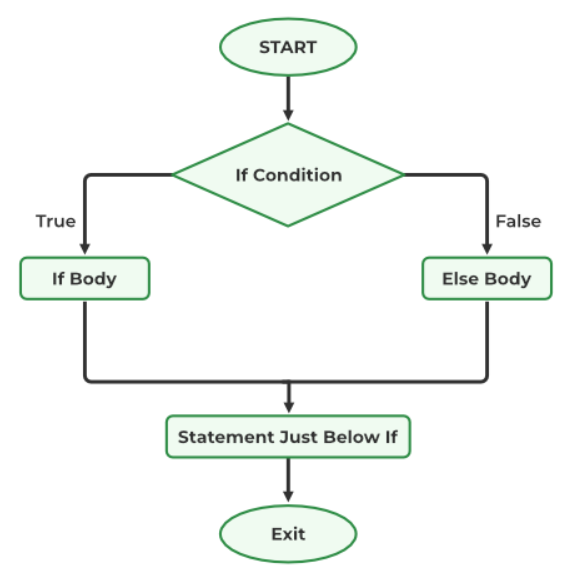 START
If Condition
True
False
If Body
Else Body
Statement Just Below If
Exit